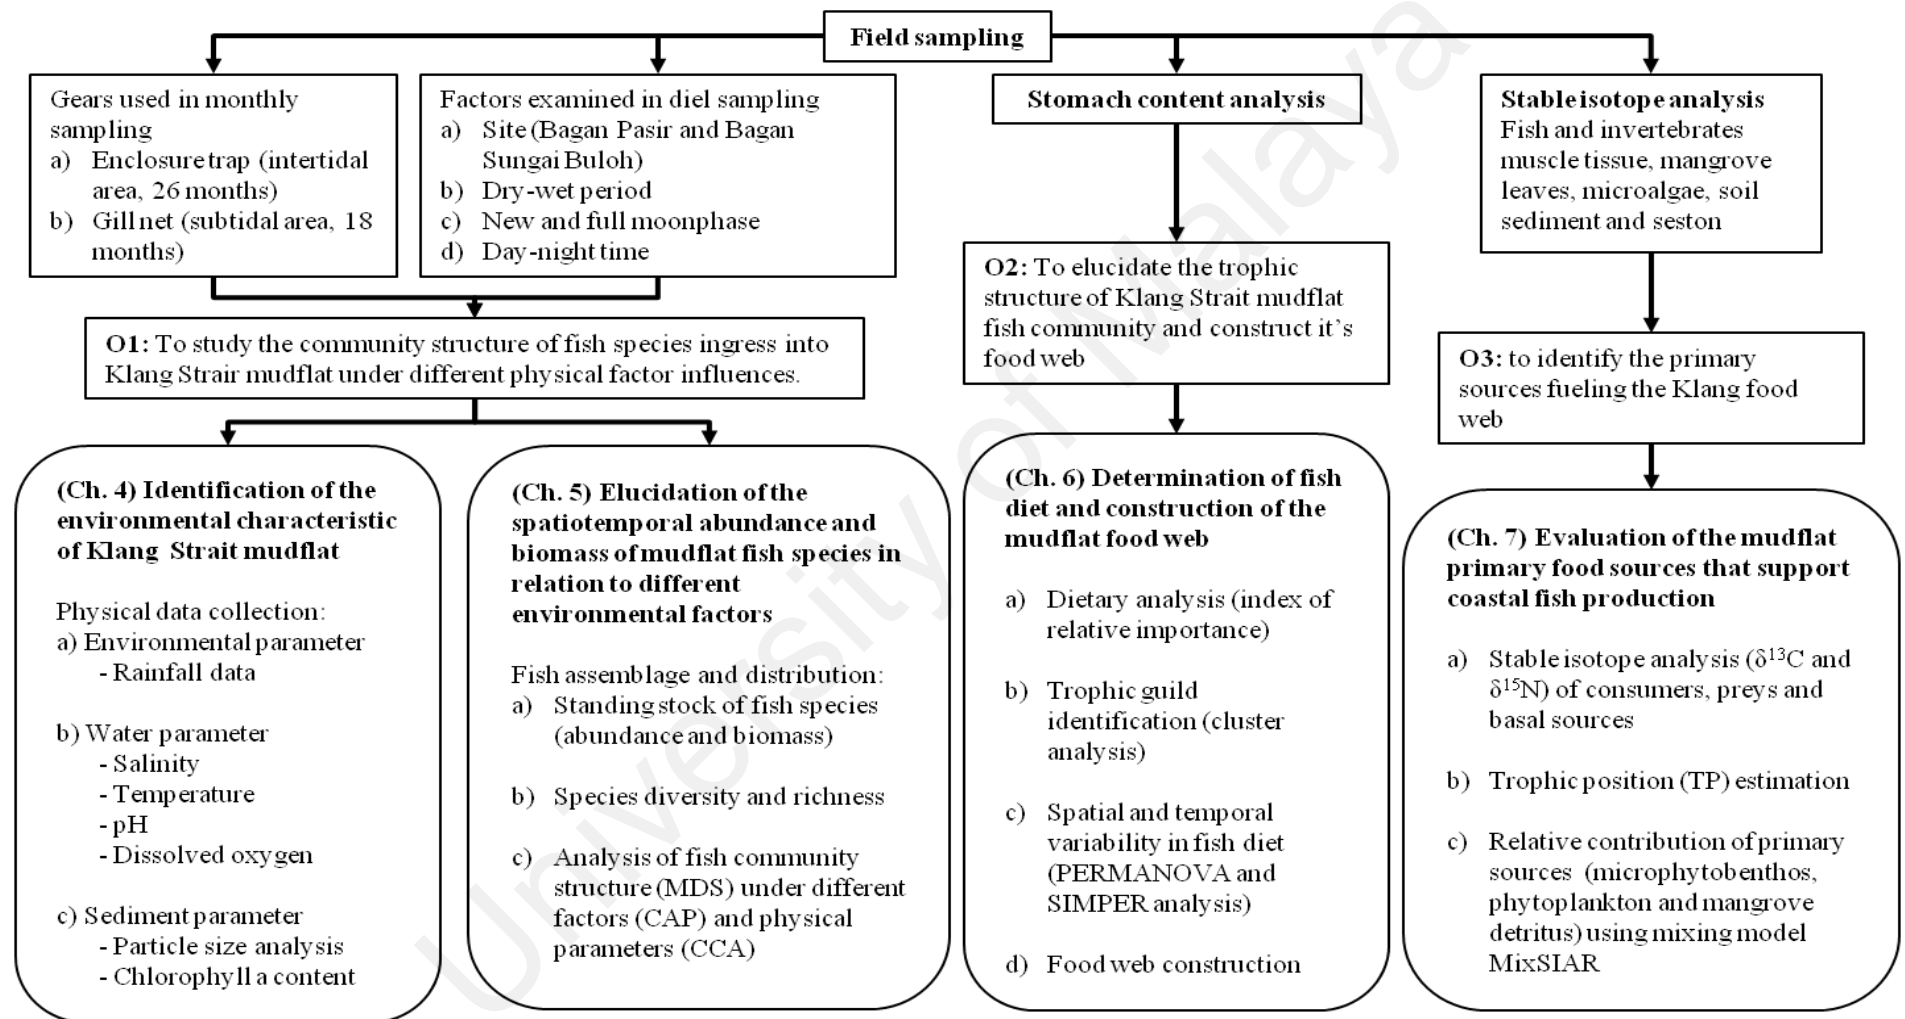 Field sampling
Gears used in monthly
sampling
a) Enclosure trap (intertidal
area, 26 months)
b) Gill net (subtidal area, 18
months)
Factors examined in diel sampling
a) Site (Bagan Pasir and Bagan
Sungai Buloh)
b) Dry-wet period
c) New and full moonphase
d) Day-night time
Stomach content analysis
Stable isotope analysis
Fish and invertebrates
muscle tissue, mangrove
leaves, microalgae, soil
sediment and seston
O1: To study the community structure of fish species ingress into
Klang Strair mudflat under different physical factor influences.
O2: To elucidate the trophic
structure of Klang Strait mudflat
fish community and construct it's
food web
O3: to identify the primary
sources fueling the Klang food
web
(Ch. 4) Identification of the
environmental characteristic
of Klang Strait mudflat
Physical data collection:
a) Environmental parameter
- Rainfall data
b) Water parameter
- Salinity
- Temperature
- pH
- Dissolved oxygen
c) Sediment parameter
- Particle size analysis
- Chlorophyll a content
(Ch. 5) Elucidation of the
spatiotemporal abundance and
biomass of mudflat fish species in
relation to different
environmental factors
Fish assemblage and distribution:
a) Standing stock of fish species
(abundance and biomass)
b) Species diversity and richness
c) Analysis of fish community
structure (MDS) under different
factors (CAP) and physical
parameters (CCA)
(Ch. 6) Determination of fish
diet and construction of the
mudflat food web
a) Dietary analysis (index of
relative importance)
b) Trophic guild
identification (cluster
analysis)
c) Spatial and temporal
variability in fish diet
(PERMANOVA and
SIMPER analysis)
d) Food web construction
(Ch. 7) Evaluation of the mudflat
primary food sources that support
coastal fish production
a) Stable isotope analysis (δ¹³C and
δ¹⁵N) of consumers, preys and
basal sources
b) Trophic position (TP) estimation
c) Relative contribution of primary
sources (microphytobenthos,
phytoplankton and mangrove
detritus) using mixing model
MixSIAR
University of Malaya